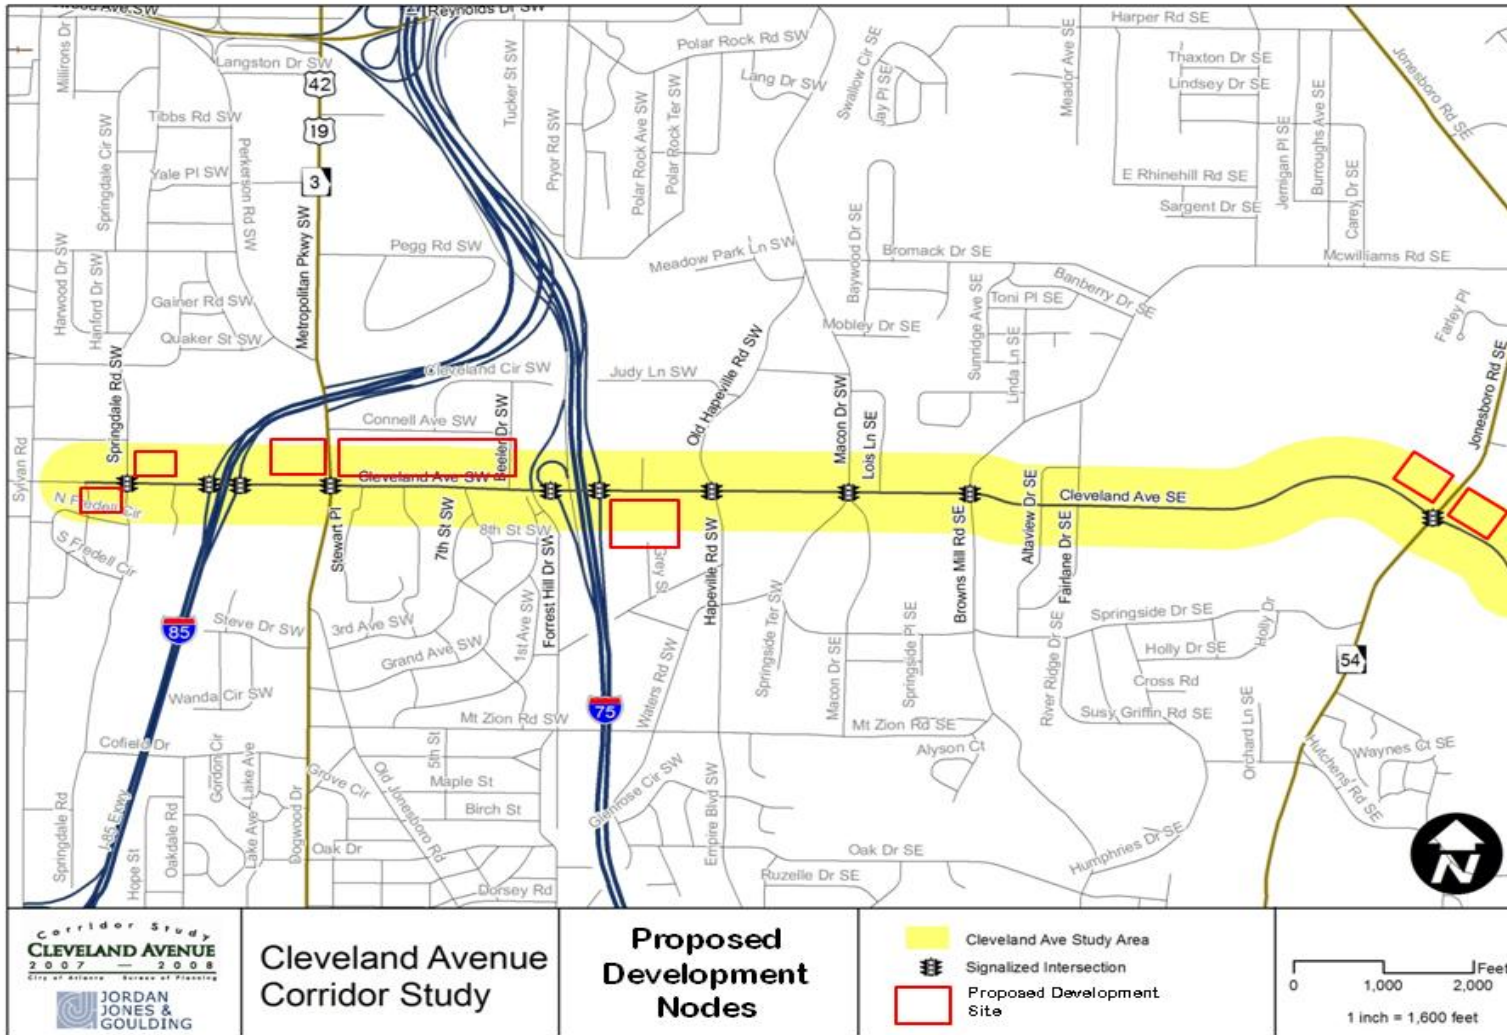 wood Ave SW
Reynolds Dr SW
Harper Rd SE
Millirons Dr
Langston Dr SW
42
Tucker St SW
Polar Rock Rd SW
Lang Dr SW
Swallow Cir SE
Jay Pl SE
Meador Ave SE
Thaxton Dr SE
Lindsey Dr SE
Jonesboro Rd SE
Tibbs Rd SW
19
Springdale Cir SW
Perkerson Rd SW
Yale Pl SW
3
Pryor Rd SW
Polar Rock Ave SW
Polar Rock Ter SW
E Rhinehill Rd SE
Sargent Dr SE
Jernigan Pl SE
Burroughs Ave SE
Carey Dr SE
Mcwilliams Rd SE
Harwood Dr SW
Hanford Dr SW
Metropolitan Pkwy SW
Pegg Rd SW
Meadow Park Ln SW
Baywood Dr SE
Bromack Dr SE
Banberry Dr SE
Gainer Rd SW
Quaker St SW
Mobley Dr SE
Toni Pl SE
Sunridge Ave SE
Linda Ln SE
Farley Pl
Springdale Rd SW
Cleveland Cir SW
Judy Ln SW
Old Hapeville Rd SW
Connell Ave SW
Beeler Dr SW
Macon Dr SW
Lois Ln SE
Jonesboro Rd SE
Sylvan Rd
Cleveland Ave SW
Cleveland Ave SE
N Fredell Cir
S Fredell Cir
Stewart Pl
7th St SW
8th St SW
Forrest Hill Dr SW
Grey S
Hapeville Rd SW
Browns Mill Rd SE
Altaview Dr SE
Fairlane Dr SE
85
Steve Dr SW
3rd Ave SW
Grand Ave SW
1st Ave SW
Waters Rd SW
Springside Ter SW
Macon Dr SE
Springside Pl SE
River Ridge Dr SE
Springside Dr SE
Holly Dr SE
Holly Dr
Cross Rd
Susy Griffin Rd SE
54
Wanda Cir SW
75
Mt Zion Rd SW
Mt Zion Rd SE
Alyson Ct
Orchard Ln SE
Hutchens Rd SE
Waynes Ct SE
Cofield Dr
Gordon Cir
Lake Ave
Lake Ave
Grove Cir
Old Jonesboro Rd
5th St
Maple St
Birch St
Glenrose Cir SW
Empire Blvd SW
Springdale Rd
I-85 Expy
Hope St
Oakdale Rd
Dogwood Dr
Oak Dr
Dorsey Rd
Oak Dr SE
Ruzelle Dr SE
Humphries Dr SE
N
Corridor Study
CLEVELAND AVENUE
2007 — 2008
City of Atlanta Bureau of Planning
JORDAN
JONES &
GOULDING
Cleveland Avenue
Corridor Study
Proposed
Development
Nodes
Cleveland Ave Study Area
Signalized Intersection
Proposed Development
Site
Feet
0 1,000 2,000
1 inch = 1,600 feet